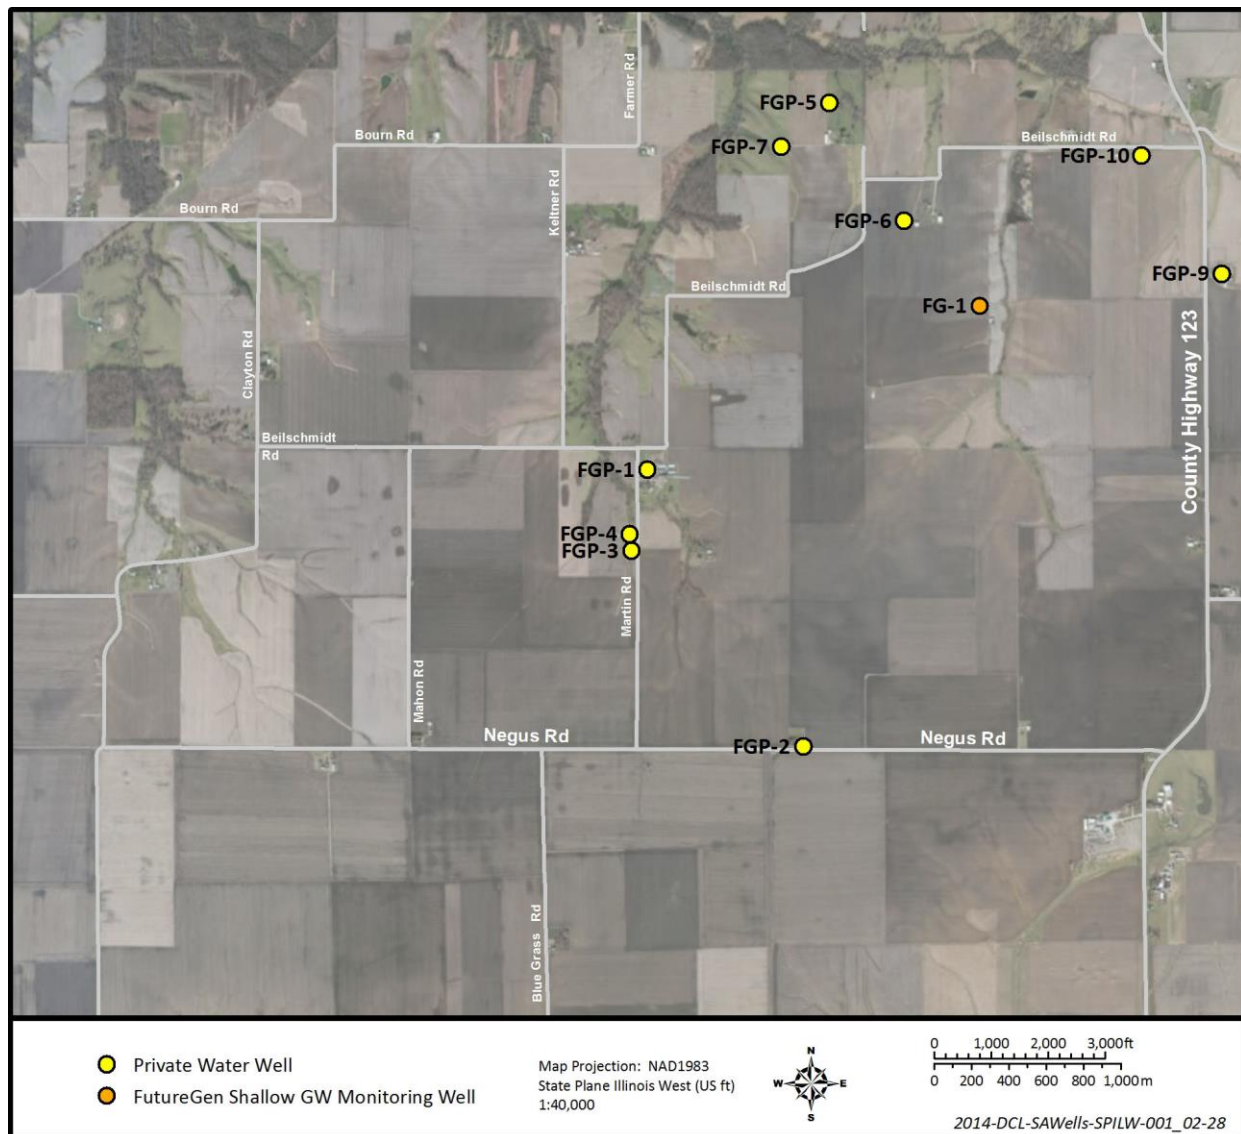 Farmer Rd
FGP-5
Bourn Rd
FGP-7
Beilschmidt Rd
FGP-10
Bourn Rd
Keltner Rd
FGP-6
FGP-9
Beilschmidt Rd
FG-1
Clayton Rd
County Highway 123
Beilschmidt
Rd
FGP-1
FGP-4
FGP-3
Martin Rd
Mahon Rd
Negus Rd
FGP-2
Negus Rd
Blue Grass Rd
Private Water Well
FutureGen Shallow GW Monitoring Well
Map Projection: NAD1983
State Plane Illinois West (US ft)
1:40,000
N
W E
S
0 1,000 2,000 3,000ft
0 200 400 600 800 1,000m
2014-DCL-SAWells-SPILW-001_02-28